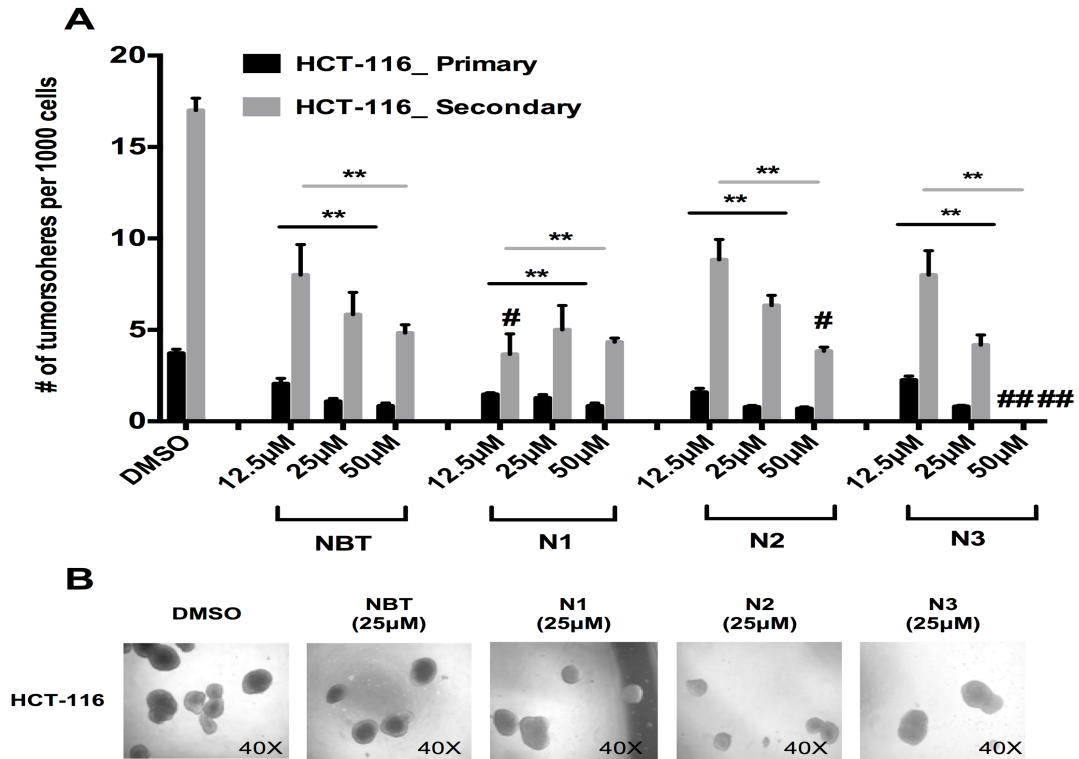 A
# of tumorsoheres per 1000 cells
20
15
10
5
0
HCT-116_ Primary
HCT-116_ Secondary
** ** ** **
** ** ** **
# #
## ##
DMSO 12.5µM 25µM 50µM 12.5µM 25µM 50µM 12.5µM 25µM 50µM 12.5µM 25µM 50µM
NBT N1 N2 N3
B
DMSO NBT N1 N2 N3
(25µM) (25µM) (25µM) (25µM)
HCT-116
40X 40X 40X 40X 40X